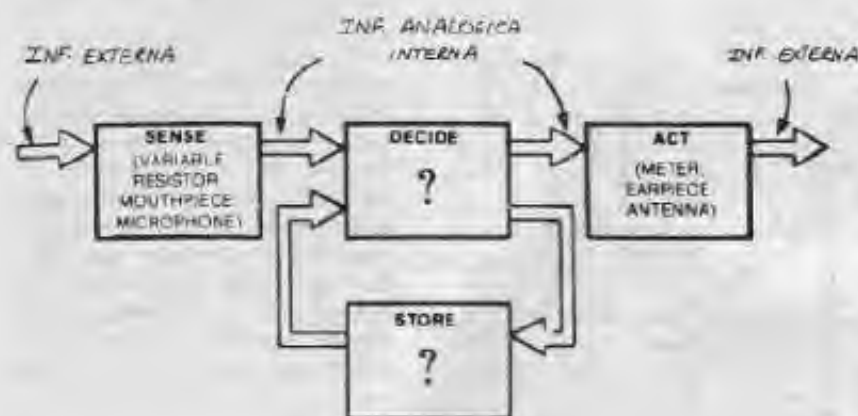 INF. EXTERNA
INF. ANALOGICA
INTERNA
INF. EXTERNA
SENSE
(VARIABLE
RESISTOR
MOUTHPIECE
MICROPHONE)
DECIDE
?
ACT
(METER,
EARPIECE
ANTENNA)
STORE
?